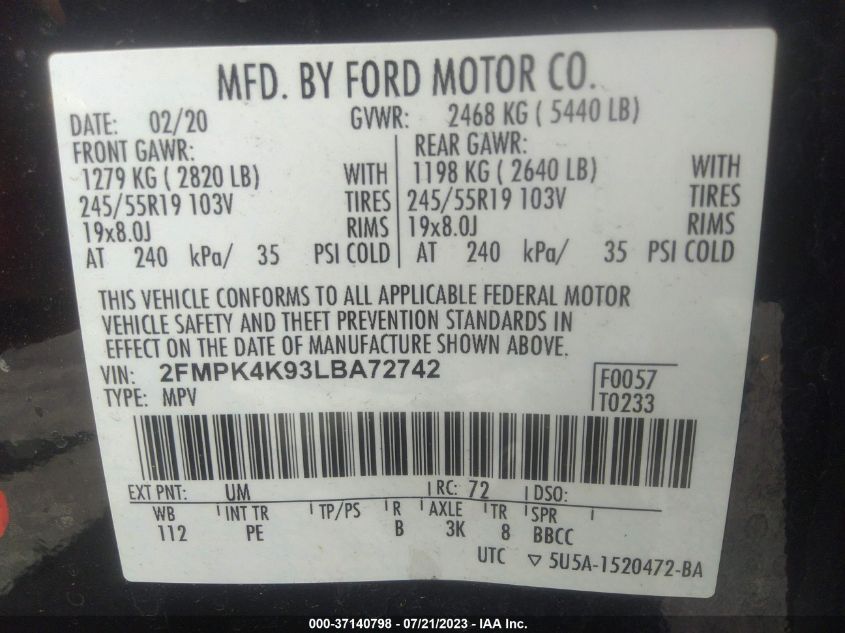 MFD. BY FORD MOTOR CO.
DATE: 02/20 GVWR: 2468 KG ( 5440 LB)
FRONT GAWR: REAR GAWR:
1279 KG ( 2820 LB) WITH 1198 KG ( 2640 LB) WITH
245/55R19 103V TIRES 245/55R19 103V TIRES
19x8.0J RIMS 19x8.0J RIMS
AT 240 kPa/ 35 PSI COLD AT 240 kPa/ 35 PSI COLD
THIS VEHICLE CONFORMS TO ALL APPLICABLE FEDERAL MOTOR
VEHICLE SAFETY AND THEFT PREVENTION STANDARDS IN
EFFECT ON THE DATE OF MANUFACTURE SHOWN ABOVE.
VIN: 2FMPK4K93LBA72742 F0057
TYPE: MPV T0233
EXT PNT: UM RC: 72 DSO:
WB INT TR TP/PS R AXLE TR SPR
112 PE B 3K 8 BBCC
UTC ▽ 5U5A-1520472-BA
000-37140798 - 07/21/2023 - IAA Inc.